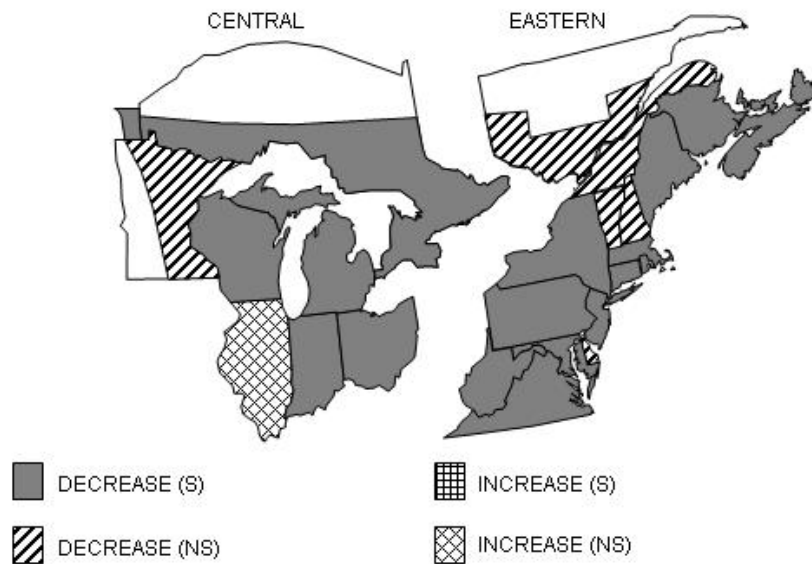 CENTRAL EASTERN
DECREASE (S) INCREASE (S)
DECREASE (NS) INCREASE (NS)